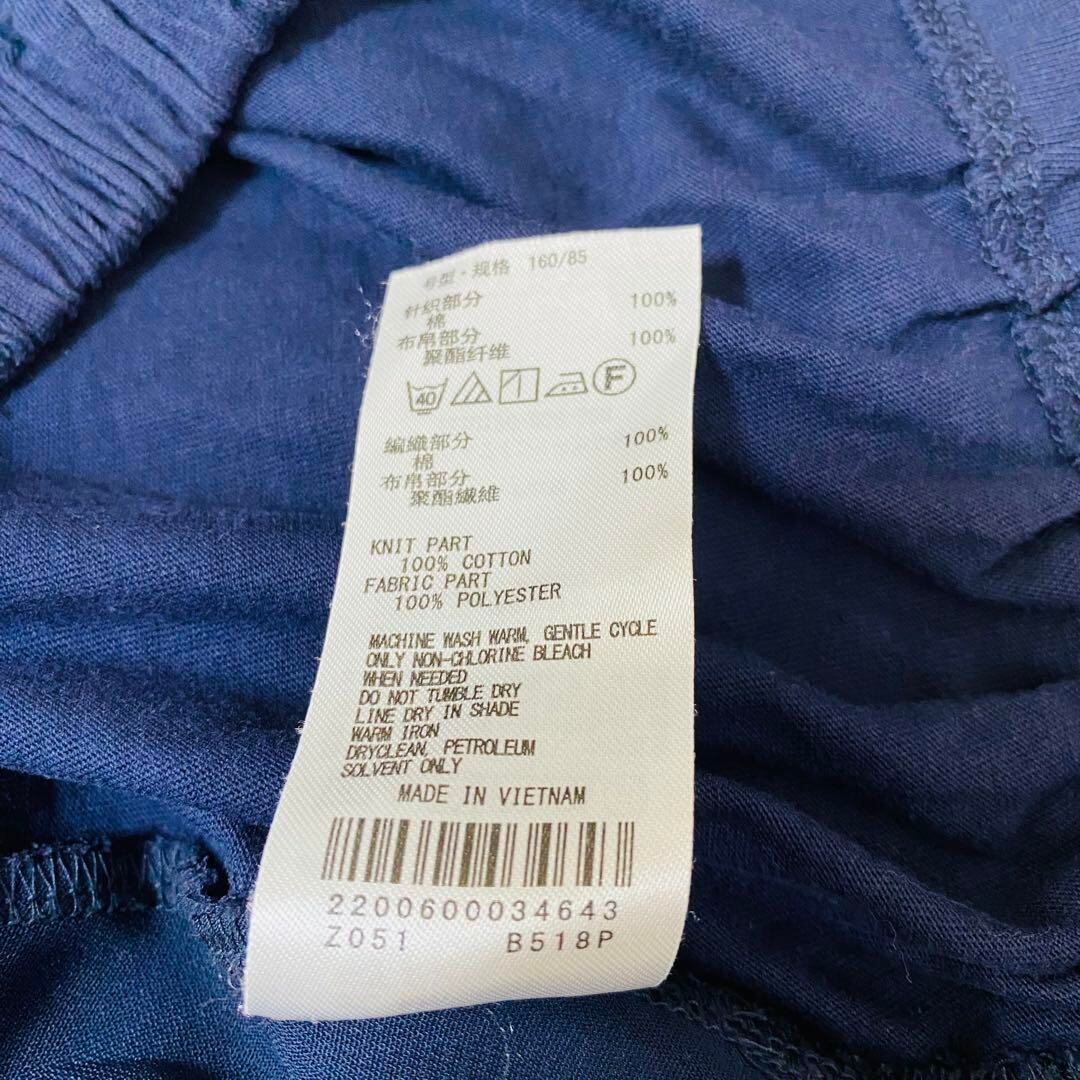 号型・规格 160/85
针织部分
棉 100%
布帛部分
聚酯纤维 100%
40 F
編織部分
棉 100%
布帛部分
聚酯纖維 100%
KNIT PART
100% COTTON
FABRIC PART
100% POLYESTER
MACHINE WASH WARM, GENTLE CYCLE
ONLY NON-CHLORINE BLEACH
WHEN NEEDED
DO NOT TUMBLE DRY
LINE DRY IN SHADE
WARM IRON
DRYCLEAN, PETROLEUM
SOLVENT ONLY
MADE IN VIETNAM
2200600034643
Z051 B518P